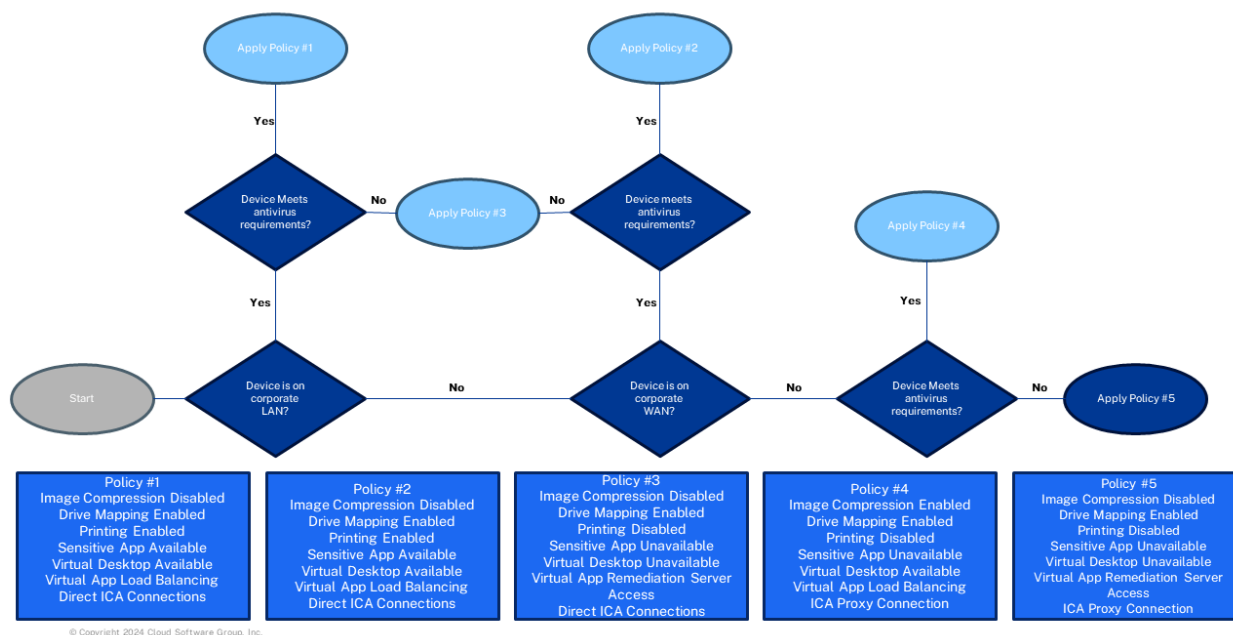 Apply Policy #1
Apply Policy #2
Yes
Yes
Device Meets
antivirus
requirements?
No
Apply Policy #3
No
Device meets
antivirus
requirements?
Apply Policy #4
Yes
Yes
Yes
Start
Device is on
corporate
LAN?
No
Device is on
corporate
WAN?
No
Device Meets
antivirus
requirements?
No
Apply Policy #5
Policy #1
Image Compression Disabled
Drive Mapping Enabled
Printing Enabled
Sensitive App Available
Virtual Desktop Available
Virtual App Load Balancing
Direct ICA Connections
Policy #2
Image Compression Disabled
Drive Mapping Enabled
Printing Enabled
Sensitive App Available
Virtual Desktop Available
Virtual App Load Balancing
Direct ICA Connections
Policy #3
Image Compression Disabled
Drive Mapping Enabled
Printing Disabled
Sensitive App Unavailable
Virtual Desktop Unavailable
Virtual App Remediation Server
Access
Direct ICA Connections
Policy #4
Image Compression Enabled
Drive Mapping Enabled
Printing Disabled
Sensitive App Unavailable
Virtual Desktop Available
Virtual App Load Balancing
ICA Proxy Connection
Policy #5
Image Compression Disabled
Drive Mapping Enabled
Printing Disabled
Sensitive App Unavailable
Virtual Desktop Unavailable
Virtual App Remediation Server
Access
ICA Proxy Connection
© Copyright 2024 Cloud Software Group, Inc.